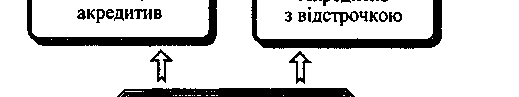 акредитив
з відстрочкою